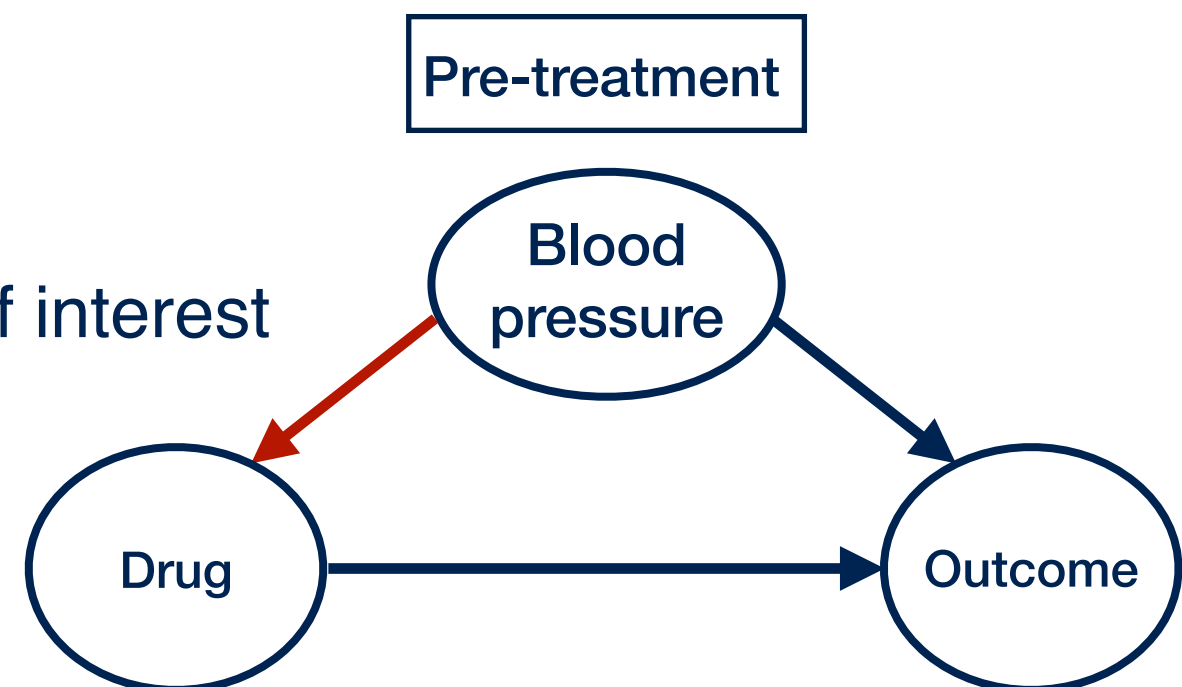 Pre-treatment
Blood
pressure
f interest
Drug
Outcome